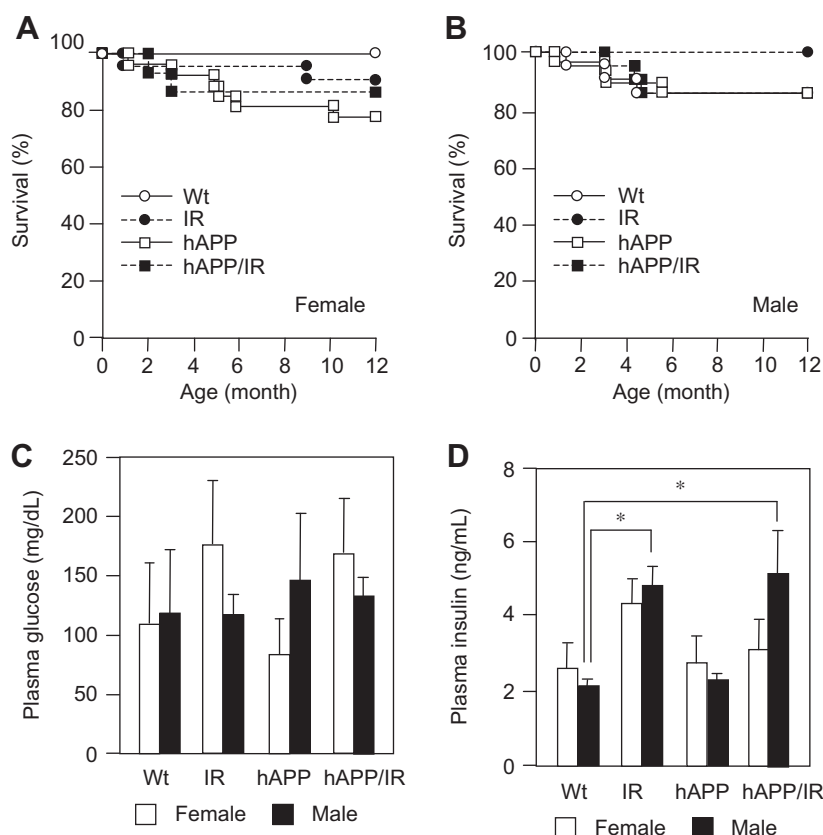 A
100
80
60
40
20
0
Survival (%)
Wt
IR
hAPP
hAPP/IR
Female
0 2 4 6 8 10 12
Age (month)
B
100
80
60
40
20
0
Survival (%)
Wt
IR
hAPP
hAPP/IR
Male
0 2 4 6 8 10 12
Age (month)
C
250
200
150
100
50
0
Plasma glucose (mg/dL)
Wt IR hAPP hAPP/IR
Female Male
D
8
6
4
2
0
Plasma insulin (ng/mL)
*
*
Wt IR hAPP hAPP/IR
Female Male